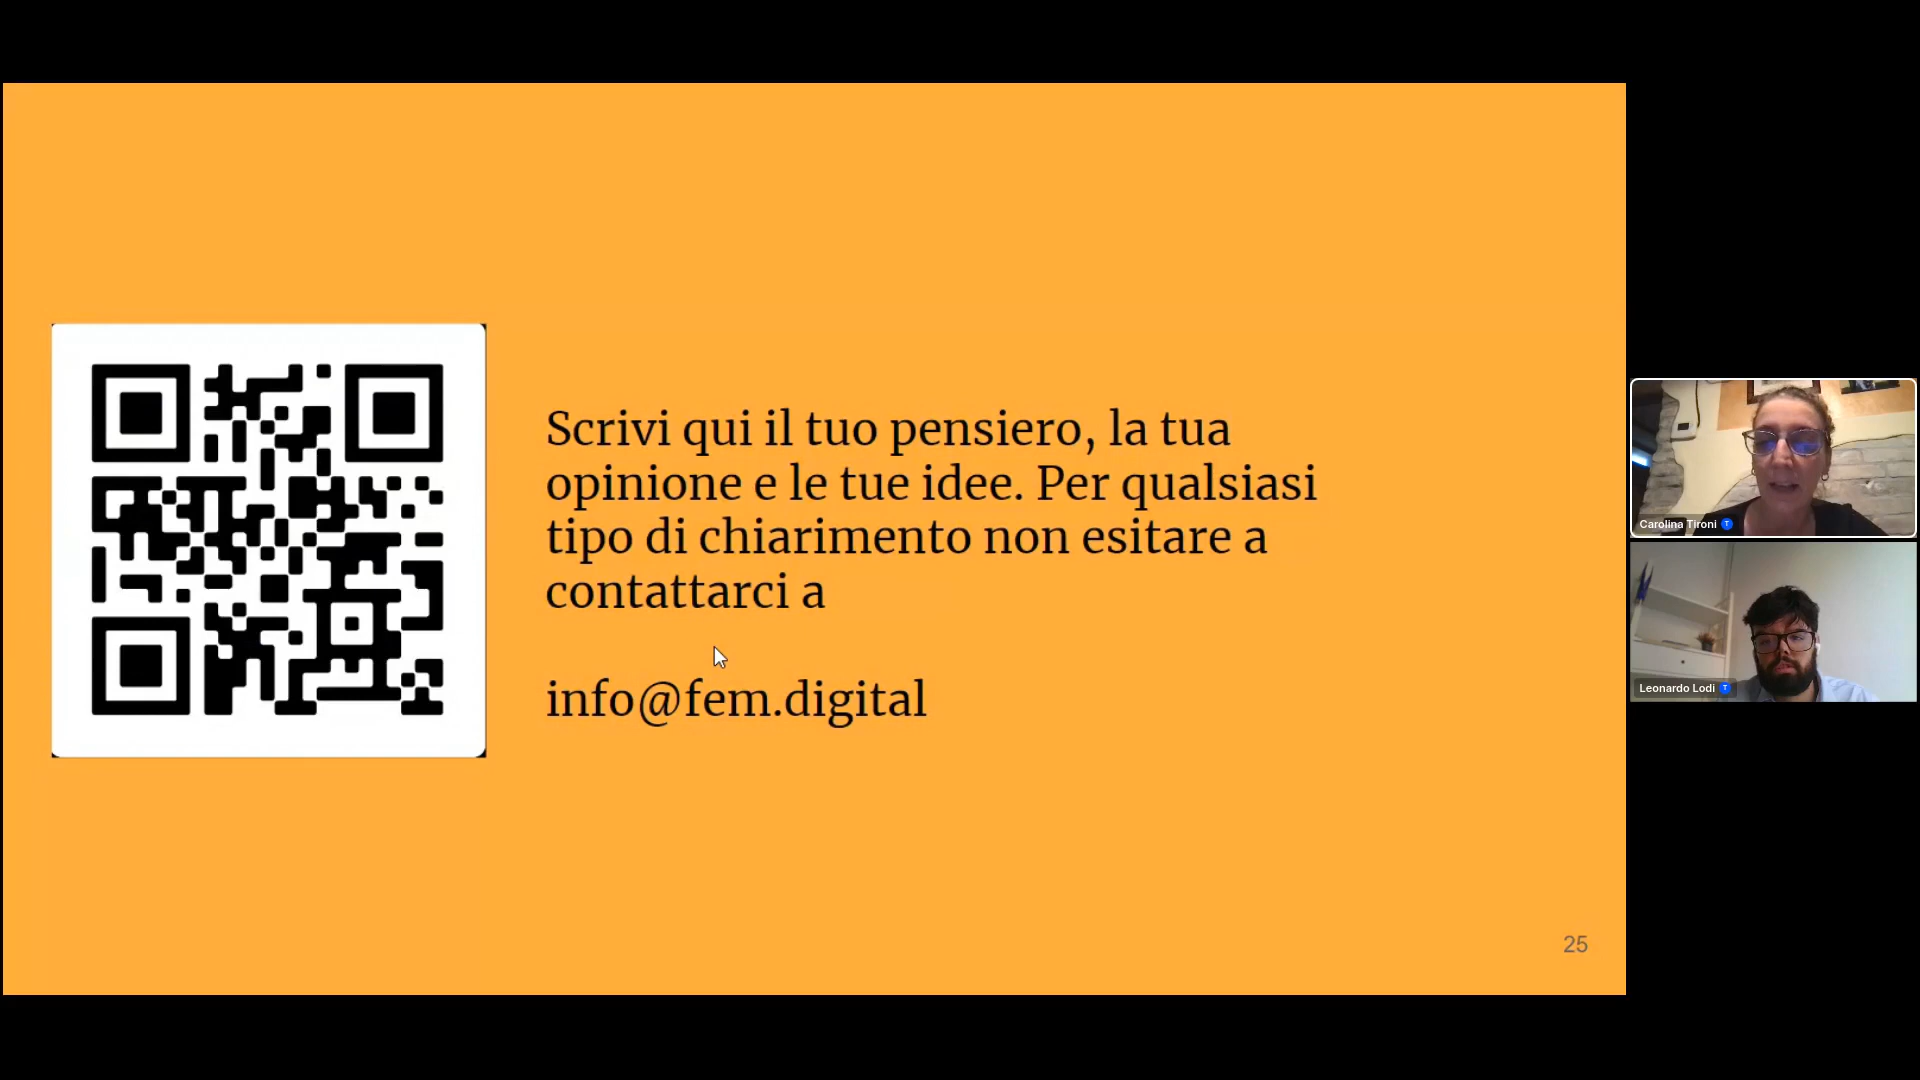 Scrivi qui il tuo pensiero, la tua
opinione e le tue idee. Per qualsiasi
tipo di chiarimento non esitare a
contattarci a
info@fem.digital
25
Carolina Tironi T
Leonardo Lodi T